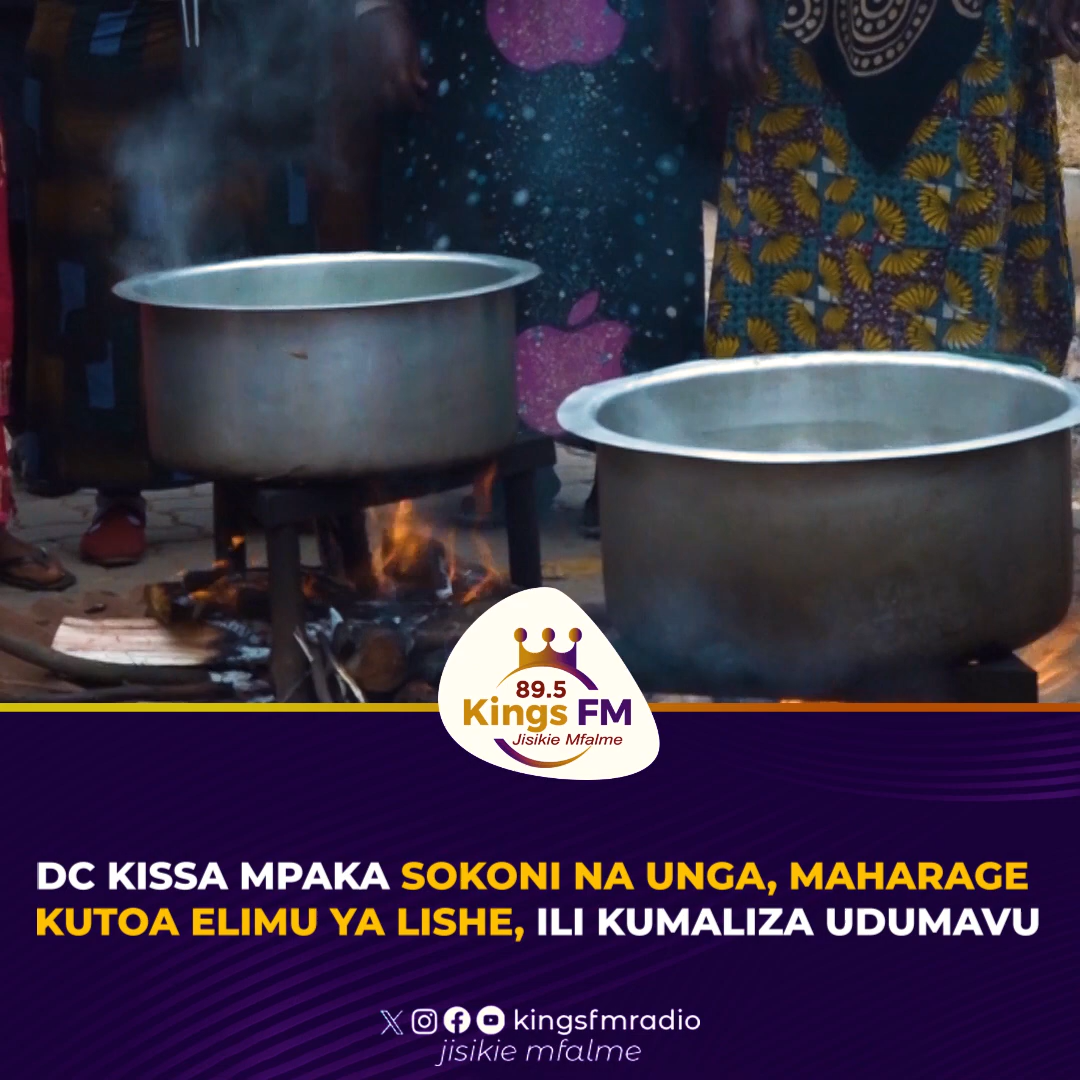 89.5
Kings FM
Jisikie Mfalme
DC KISSA MPAKA SOKONI NA UNGA, MAHARAGE
KUTOA ELIMU YA LISHE, ILI KUMALIZA UDUMAVU
kingsfmradio
jisikie mfalme